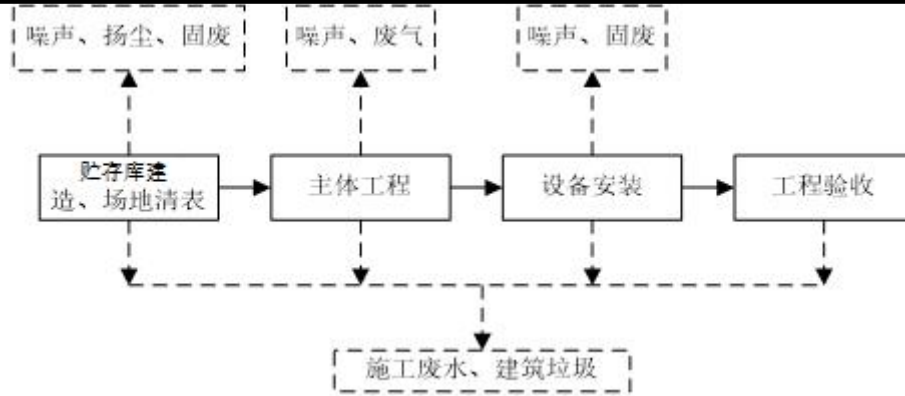 噪声、扬尘、固废
噪声、废气
噪声、固废
贮存库建
造、场地清表
主体工程
设备安装
工程验收
施工废水、建筑垃圾